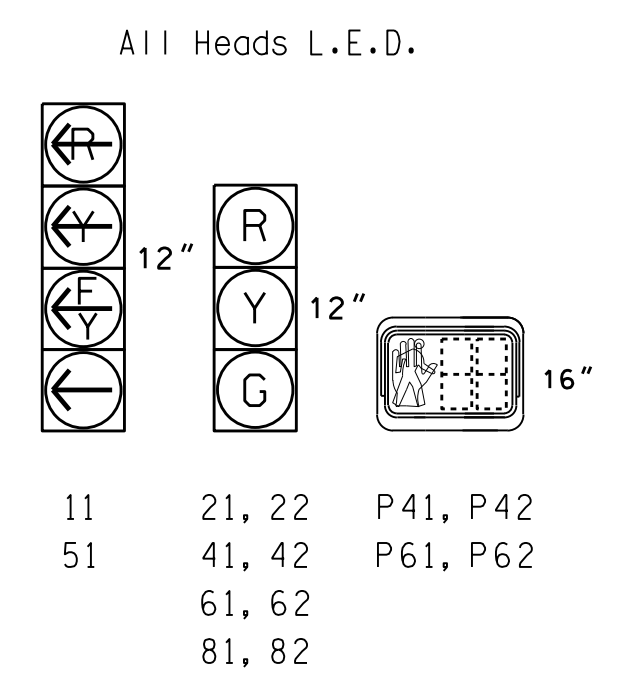 All Heads L.E.D.
R
Y
F
Y
12"
R
Y
G
12"
16"
11 21, 22 P41, P42
51 41, 42 P61, P62
61, 62
81, 82